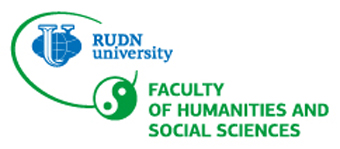 RUDN
university
FACULTY
OF HUMANITIES AND
SOCIAL SCIENCES